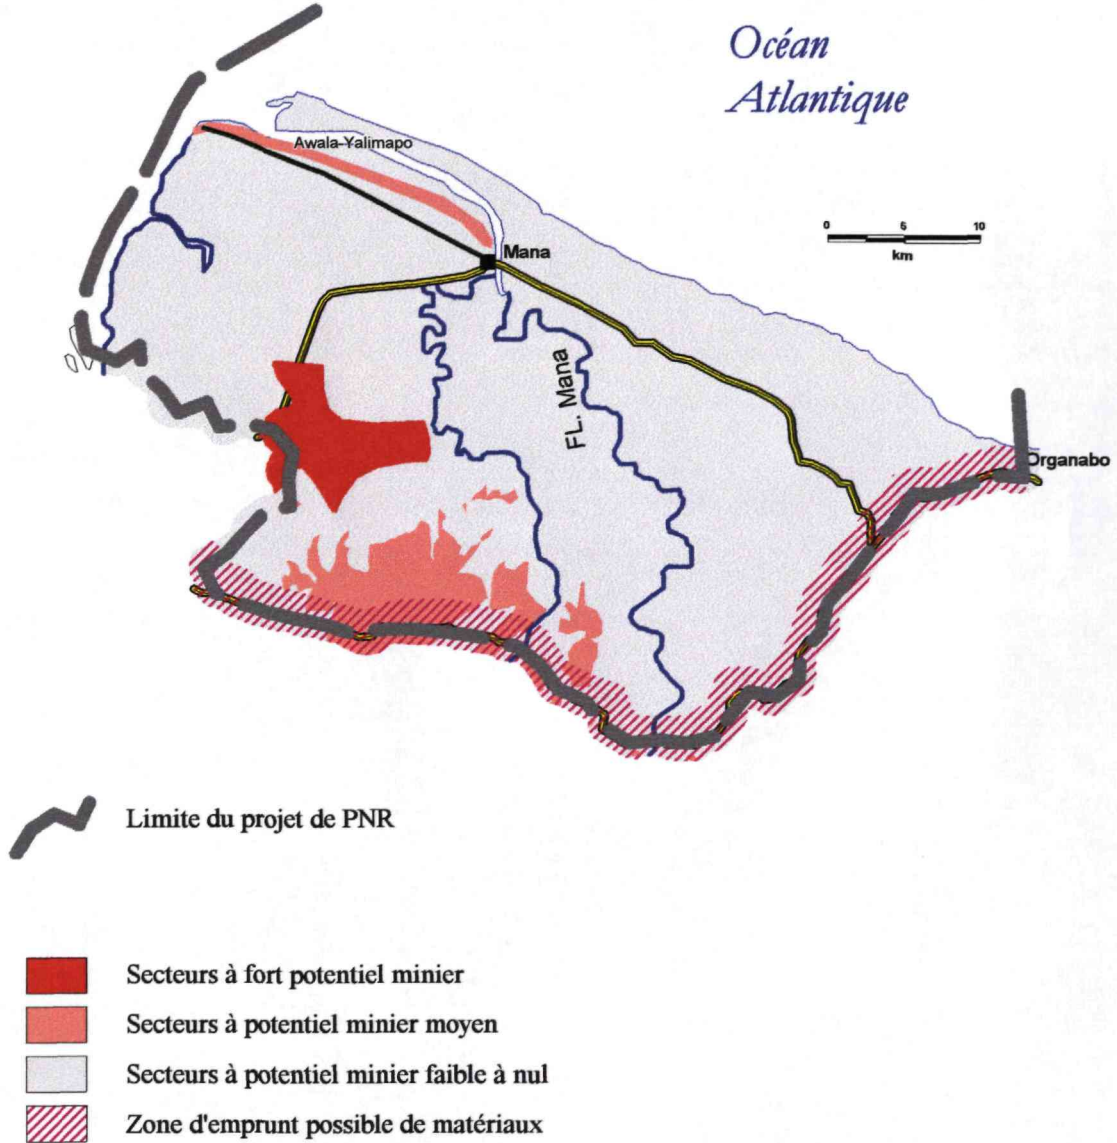 Océan
Atlantique
Awala-Yalimapo
0 5 10
km
Mana
FL. Mana
Organabo
Limite du projet de PNR
Secteurs à fort potentiel minier
Secteurs à potentiel minier moyen
Secteurs à potentiel minier faible à nul
Zone d'emprunt possible de matériaux